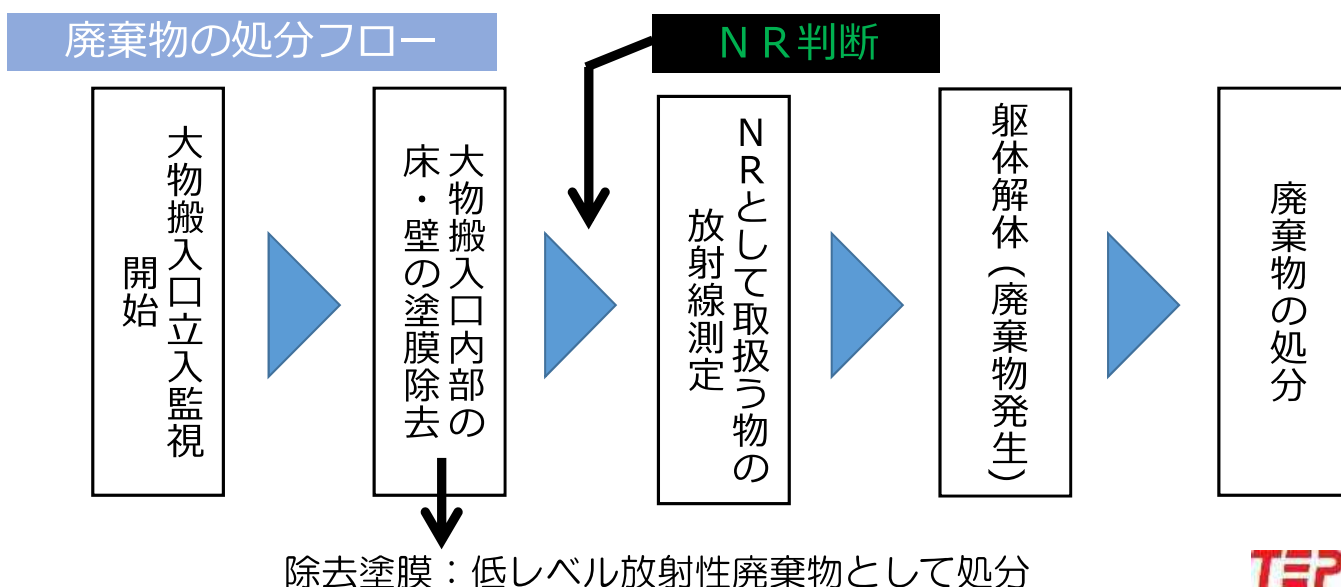 廃棄物の処分フロー
ＮＲ判断
大物搬入口立入監視
開始
大物搬入口内部の
床・壁の塗膜除去
ＮＲとして取扱う物の
放射線測定
躯体解体（廃棄物発生）
廃棄物の処分
除去塗膜：低レベル放射性廃棄物として処分
TEP